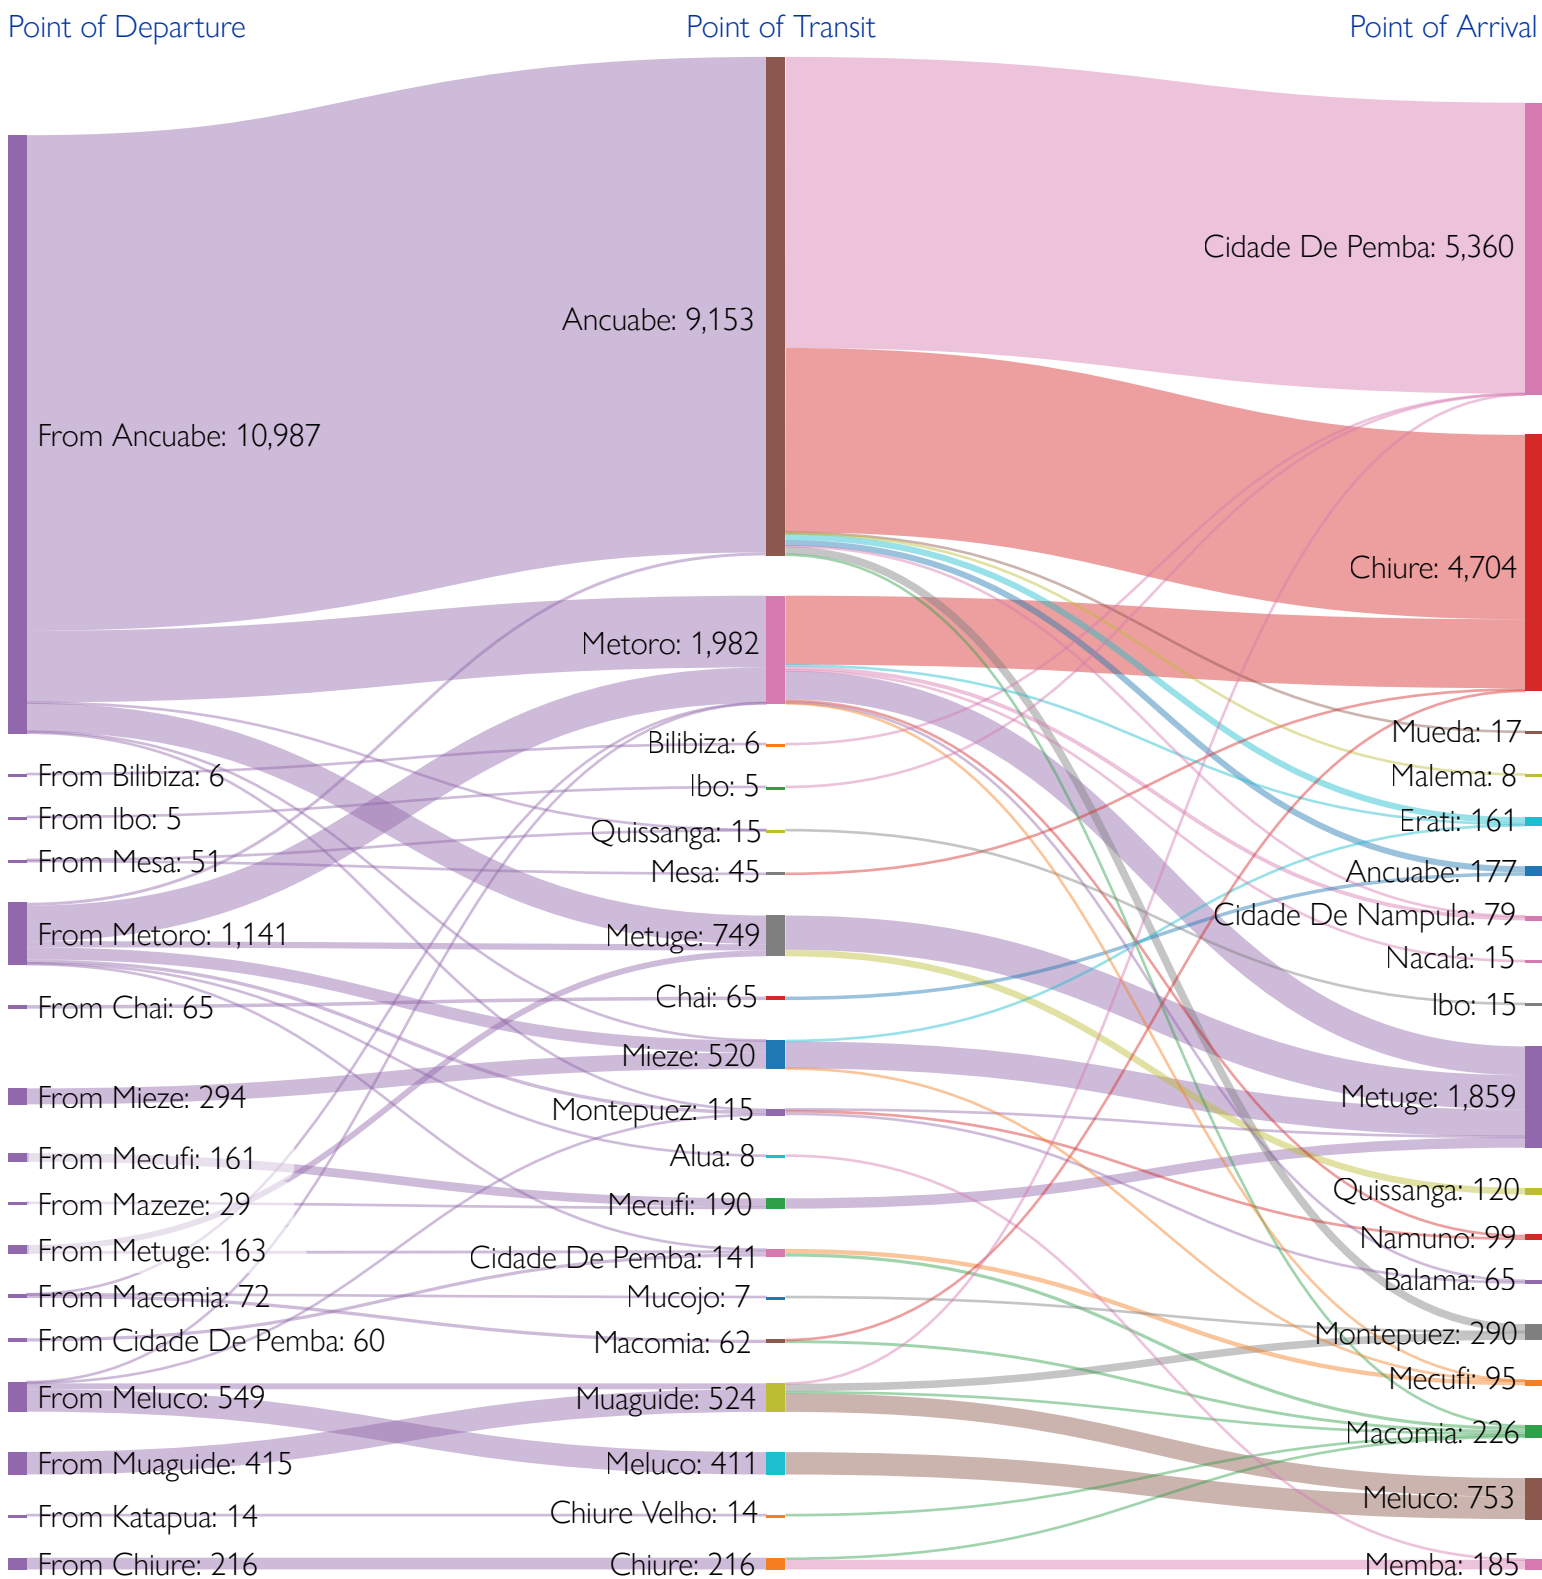 Point of Departure
Point of Transit
Point of Arrival
From Ancuabe: 10,987
From Bilibiza: 6
From Ibo: 5
From Mesa: 51
From Metoro: 1,141
From Chai: 65
From Mieze: 294
From Mecufi: 161
From Mazeze: 29
From Metuge: 163
From Macomia: 72
From Cidade De Pemba: 60
From Meluco: 549
From Muaguide: 415
From Katapua: 14
From Chiure: 216
Ancuabe: 9,153
Metoro: 1,982
Bilibiza: 6
Ibo: 5
Quissanga: 15
Mesa: 45
Metuge: 749
Chai: 65
Mieze: 520
Montepuez: 115
Alua: 8
Mecufi: 190
Cidade De Pemba: 141
Mucojo: 7
Macomia: 62
Muaguide: 524
Meluco: 411
Chiure Velho: 14
Chiure: 216
Cidade De Pemba: 5,360
Chiure: 4,704
Mueda: 17
Malema: 8
Erati: 161
Ancuabe: 177
Cidade De Nampula: 79
Nacala: 15
Ibo: 15
Metuge: 1,859
Quissanga: 120
Namuno: 99
Balama: 65
Montepuez: 290
Mecufi: 95
Macomia: 226
Meluco: 753
Memba: 185